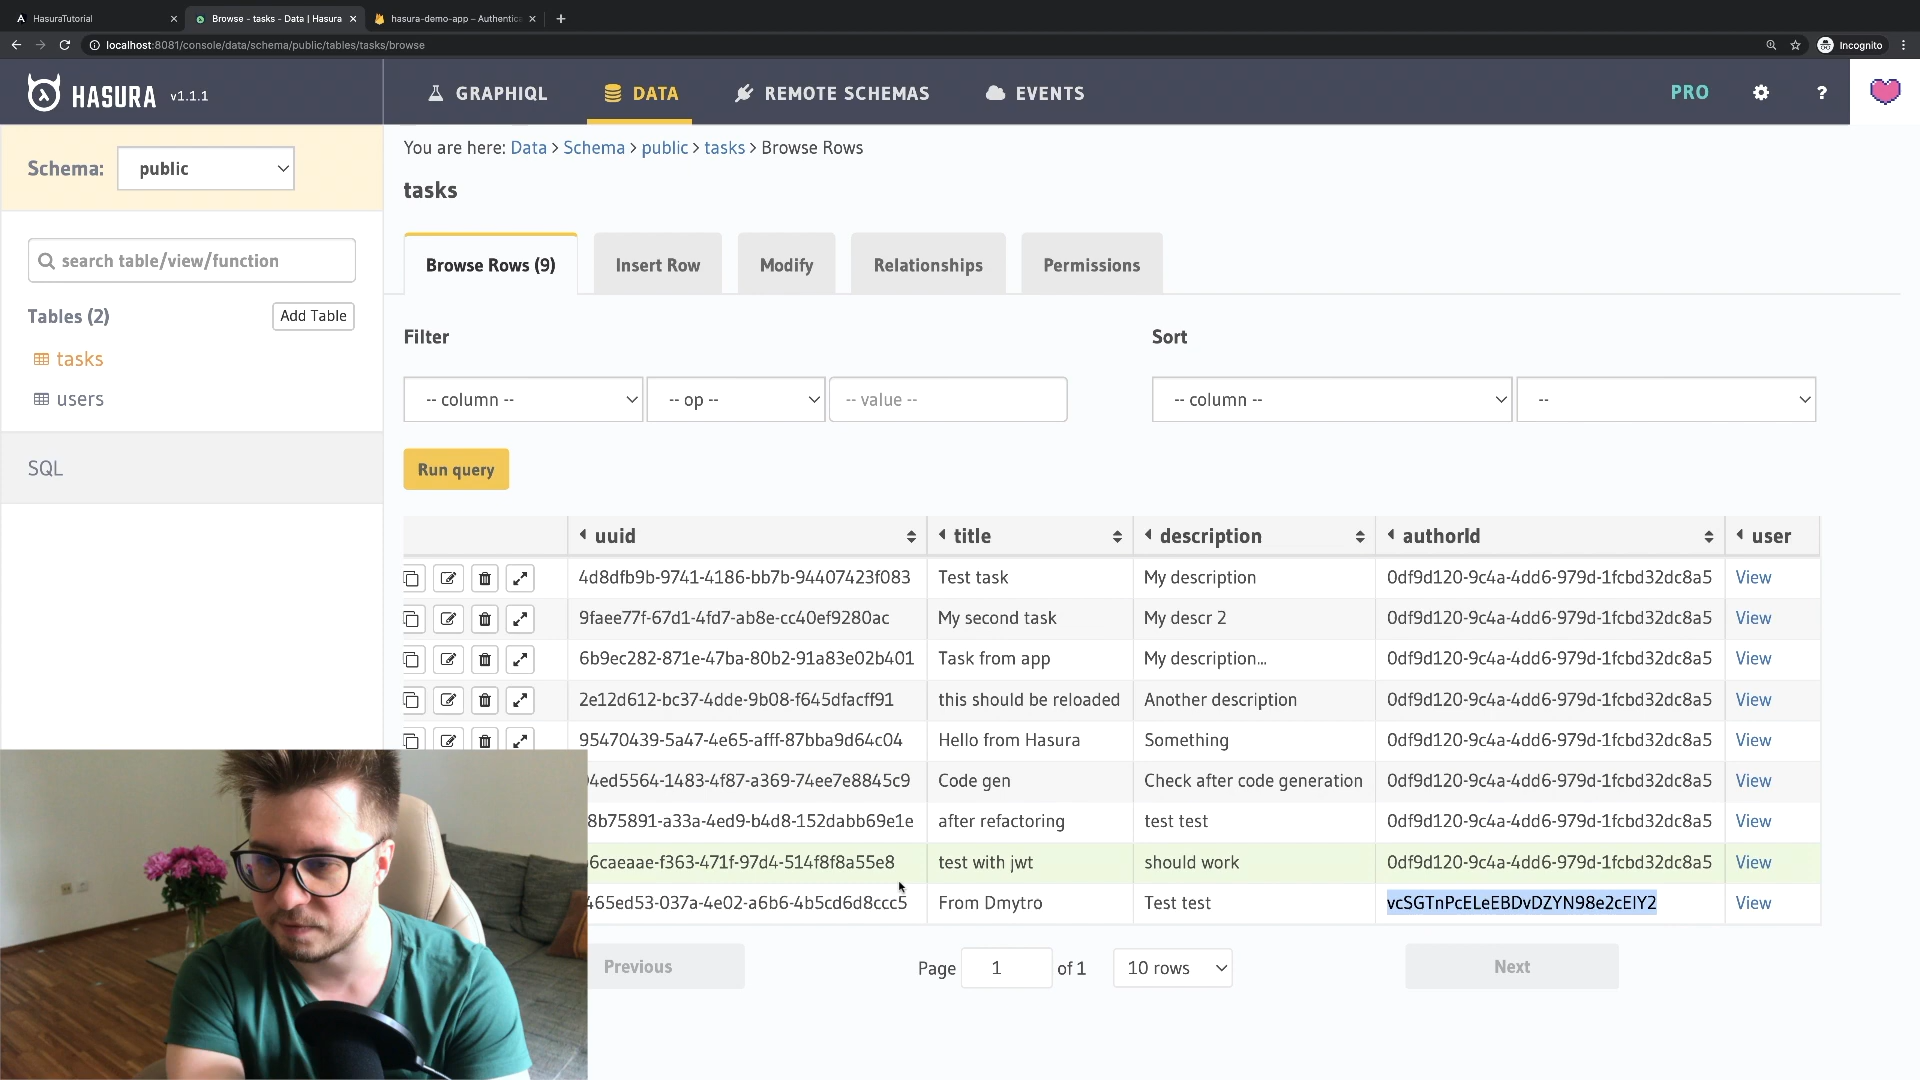 HasuraTutorial
Browse - tasks - Data | Hasura
hasura-demo-app – Authentic
localhost:8081/console/data/schema/public/tables/tasks/browse
Incognito
HASURA v1.1.1
GRAPHIQL
DATA
REMOTE SCHEMAS
EVENTS
PRO
?
Schema: public
search table/view/function
Tables (2)
Add Table
tasks
users
SQL
You are here: Data > Schema > public > tasks > Browse Rows
tasks
Browse Rows (9)
Insert Row
Modify
Relationships
Permissions
Filter
Sort
-- column --
-- op --
-- value --
-- column --
--
Run query
uuid title description authorId user
4d8dfb9b-9741-4186-bb7b-94407423f083 Test task My description 0df9d120-9c4a-4dd6-979d-1fcbd32dc8a5 View
9faee77f-67d1-4fd7-ab8e-cc40ef9280ac My second task My descr 2 0df9d120-9c4a-4dd6-979d-1fcbd32dc8a5 View
6b9ec282-871e-47ba-80b2-91a83e02b401 Task from app My description... 0df9d120-9c4a-4dd6-979d-1fcbd32dc8a5 View
2e12d612-bc37-4dde-9b08-f645dfacff91 this should be reloaded Another description 0df9d120-9c4a-4dd6-979d-1fcbd32dc8a5 View
95470439-5a47-4e65-afff-87bba9d64c04 Hello from Hasura Something 0df9d120-9c4a-4dd6-979d-1fcbd32dc8a5 View
4ed5564-1483-4f87-a369-74ee7e8845c9 Code gen Check after code generation 0df9d120-9c4a-4dd6-979d-1fcbd32dc8a5 View
8b75891-a33a-4ed9-b4d8-152dabb69e1e after refactoring test test 0df9d120-9c4a-4dd6-979d-1fcbd32dc8a5 View
6caeaae-f363-471f-97d4-514f8f8a55e8 test with jwt should work 0df9d120-9c4a-4dd6-979d-1fcbd32dc8a5 View
465ed53-037a-4e02-a6b6-4b5cd6d8ccc5 From Dmytro Test test vcSGTnPcELeEBDvDZYN98e2cEIY2 View
Previous
Page 1 of 1
10 rows
Next